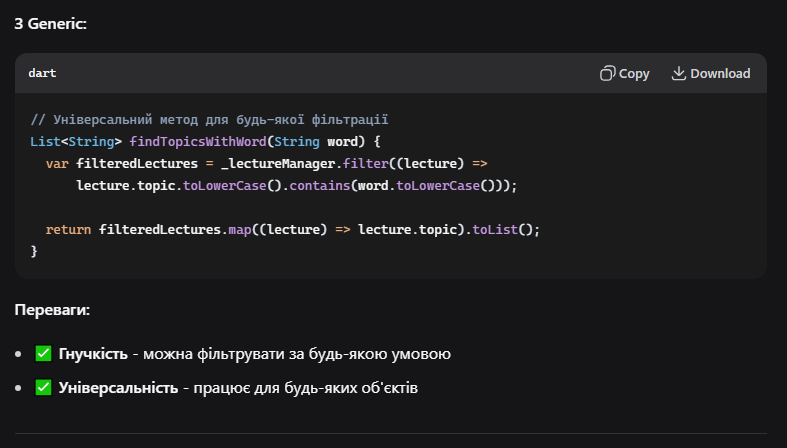 3 Generic:
dart
Copy
Download
// Універсальний метод для будь-якої фільтрації
List<String> findTopicsWithWord(String word) {
  var filteredLectures = _lectureManager.filter((lecture) =>
      lecture.topic.toLowerCase().contains(word.toLowerCase()));

  return filteredLectures.map((lecture) => lecture.topic).toList();
}
Переваги:
• ✅ Гнучкість - можна фільтрувати за будь-якою умовою
• ✅ Універсальність - працює для будь-яких об'єктів